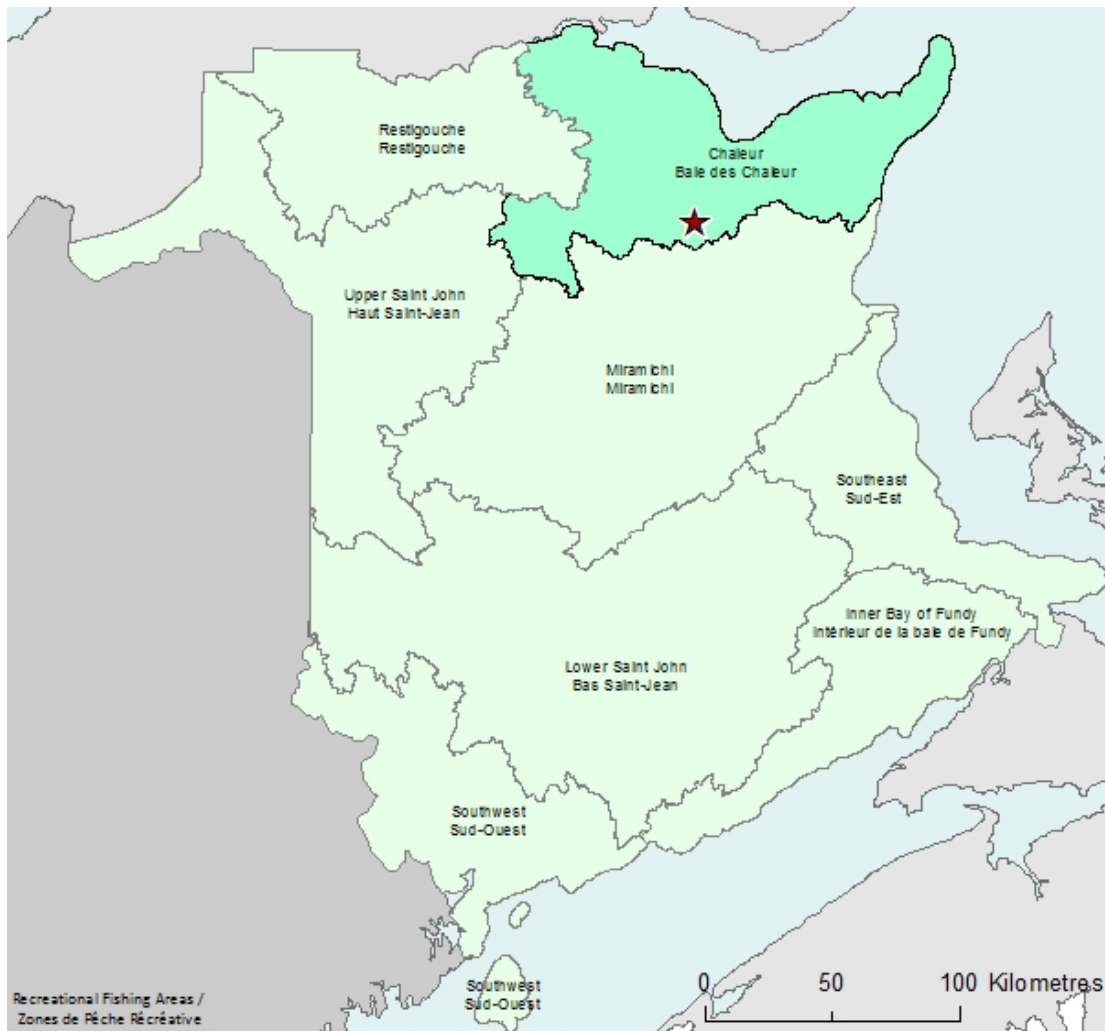 Restigouche
Restigouche
Chaleur
Baie des Chaleur
Upper Saint John
Haut Saint-Jean
Miramichi
Miramichi
Southeast
Sud-Est
Inner Bay of Fundy
Intérieur de la baie de Fundy
Lower Saint John
Bas Saint-Jean
Southwest
Sud-Ouest
Southwest
Sud-Ouest
0 50 100 Kilometres
Recreational Fishing Areas /
Zones de Pêche Récréative